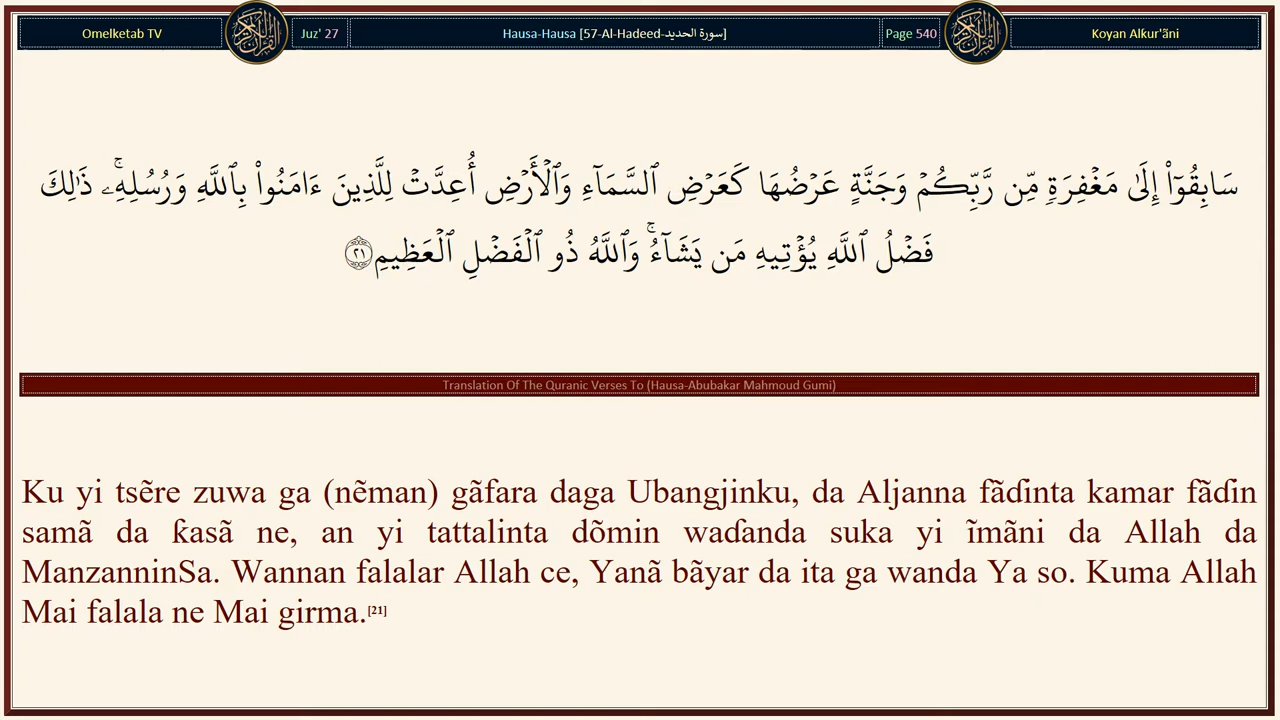 Omelketab TV
Juz' 27
Hausa-Hausa [57-Al-Hadeed-سورة الحديد]
Page 540
Koyan Alƙur'ãni
سَابِقُوٓا۟ إِلَىٰ مَغْفِرَةٍ مِّن رَّبِّكُمْ وَجَنَّةٍ عَرْضُهَا كَعَرْضِ ٱلسَّمَآءِ وَٱلْأَرْضِ أُعِدَّتْ لِلَّذِينَ ءَامَنُوا۟ بِٱللَّهِ وَرُسُلِهِۦ ۚ ذَٰلِكَ
فَضْلُ ٱللَّهِ يُؤْتِيهِ مَن يَشَآءُ ۚ وَٱللَّهُ ذُو ٱلْفَضْلِ ٱلْعَظِيمِ ٢١
Translation Of The Quranic Verses To (Hausa-Abubakar Mahmoud Gumi)
Ku yi tsẽre zuwa ga (nẽman) gãfara daga Ubangjinku, da Aljanna fãɗinta kamar fãɗin
samã da ƙasã ne, an yi tattalinta dõmin waɗanda suka yi ĩmãni da Allah da
ManzanninSa. Wannan falalar Allah ce, Yanã bãyar da ita ga wanda Ya so. Kuma Allah
Mai falala ne Mai girma.[21]